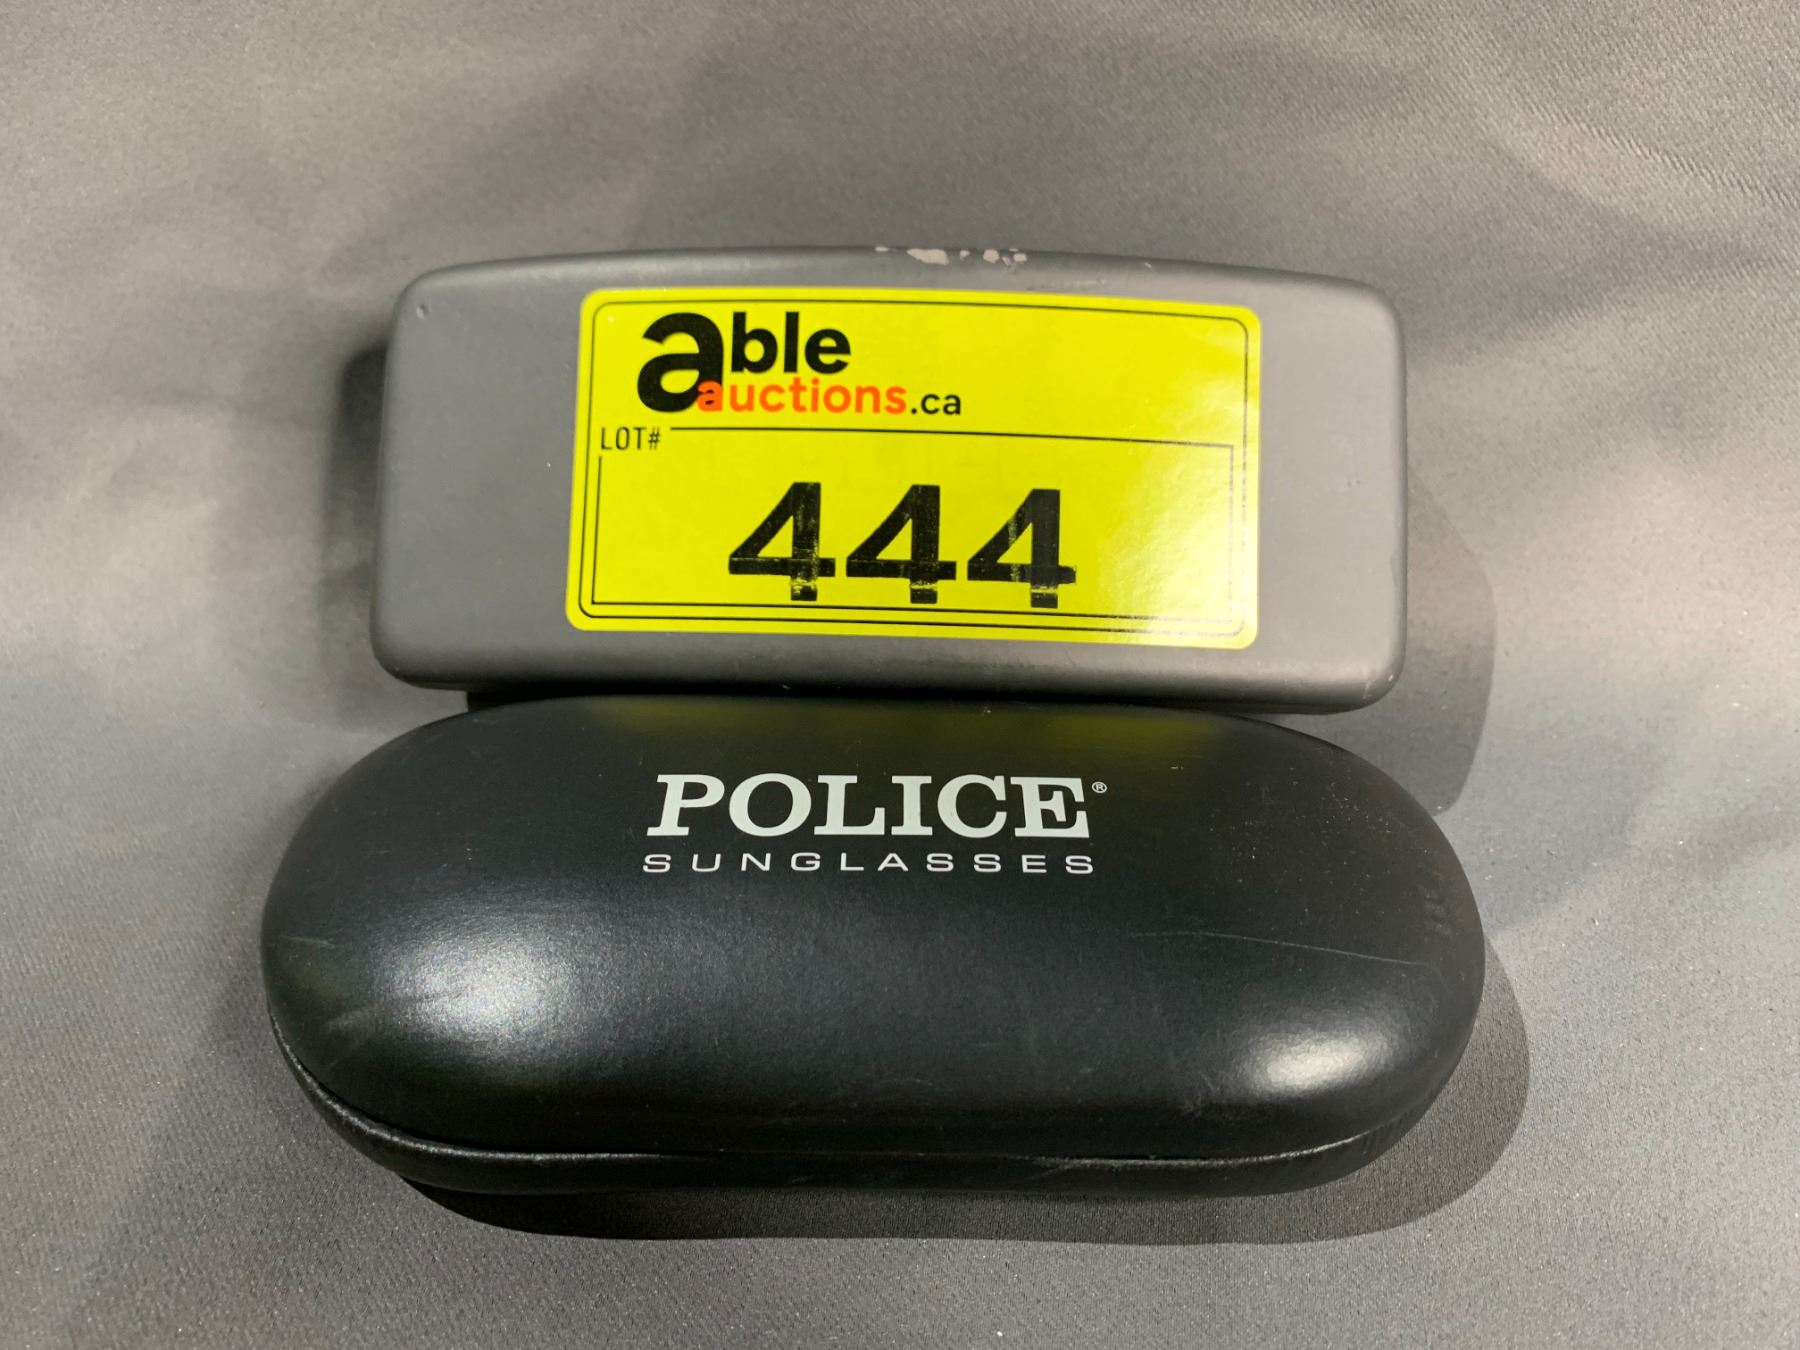 able
auctions.ca
LOT#
444
POLICE®
SUNGLASSES